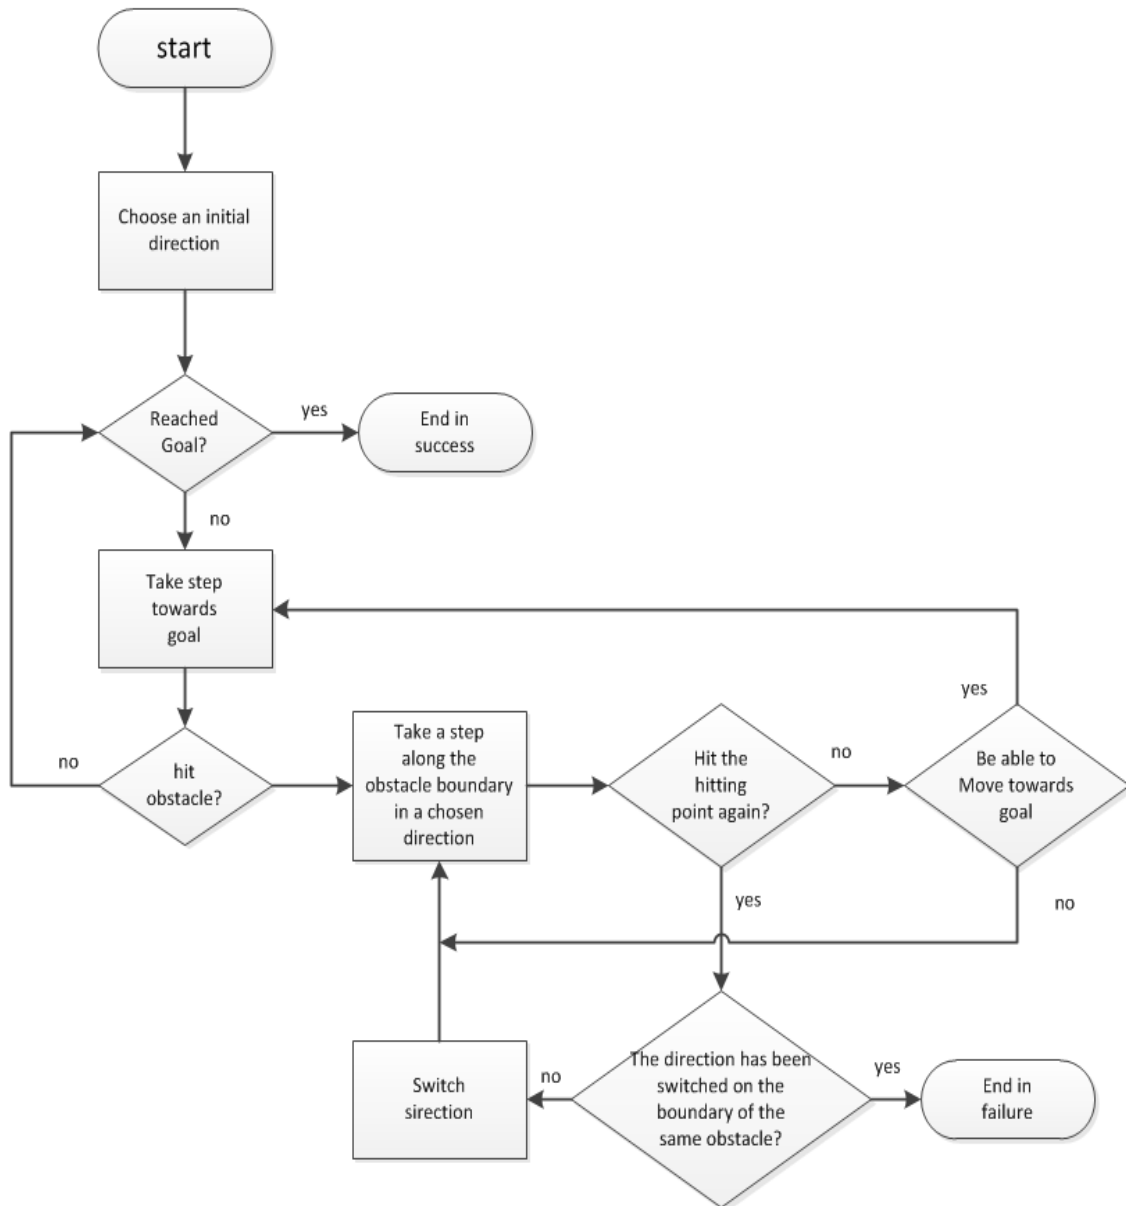 start
Choose an initial
direction
Reached
Goal?
yes
End in
success
no
Take step
towards
goal
no
hit
obstacle?
Take a step
along the
obstacle boundary
in a chosen
direction
Hit the
hitting
point again?
no
Be able to
Move towards
goal
yes
yes
no
The direction has been
switched on the
boundary of the
same obstacle?
no
Switch
sirection
yes
End in
failure